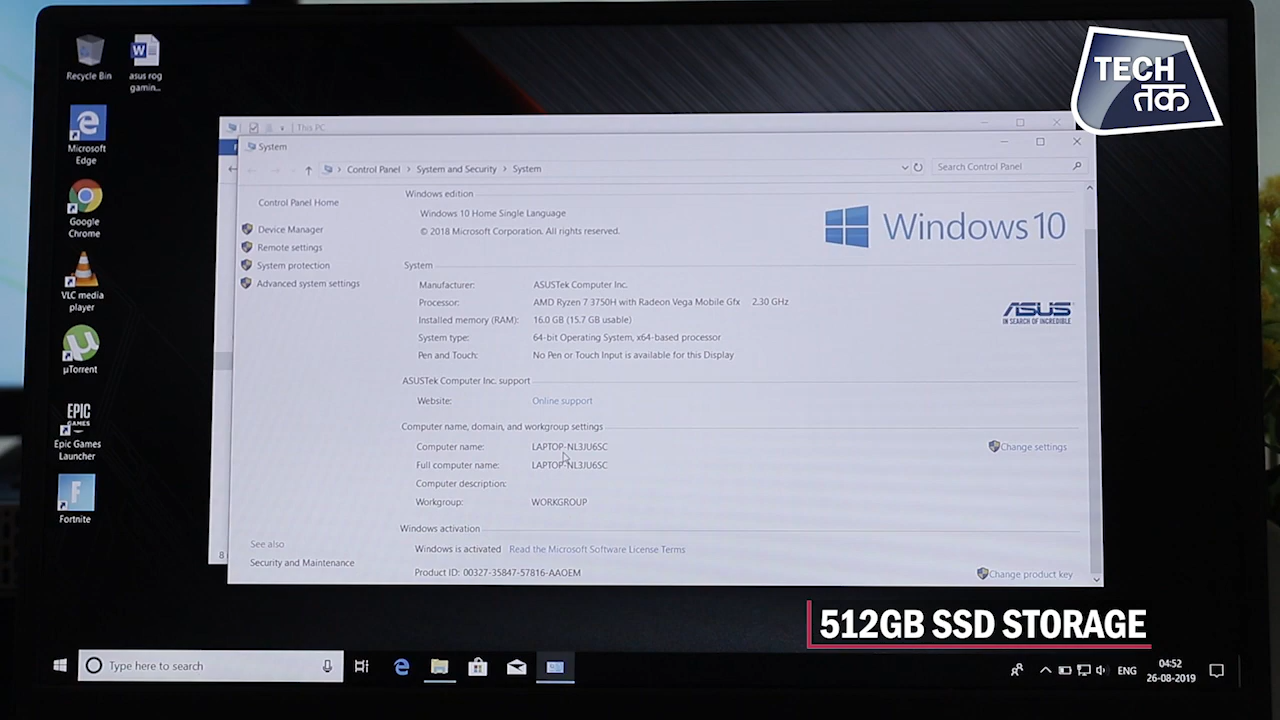 Recycle Bin
asus rog
gamin...
Microsoft
Edge
Google
Chrome
VLC media
player
µTorrent
EPIC
GAMES
Epic Games
Launcher
Fortnite
TECH
तक
This PC
System
Control Panel > System and Security > System
Search Control Panel
Control Panel Home
Device Manager
Remote settings
System protection
Advanced system settings
See also
Security and Maintenance
Windows edition
Windows 10 Home Single Language
© 2018 Microsoft Corporation. All rights reserved.
Windows 10
System
Manufacturer: ASUSTek Computer Inc.
Processor: AMD Ryzen 7 3750H with Radeon Vega Mobile Gfx 2.30 GHz
Installed memory (RAM): 16.0 GB (15.7 GB usable)
System type: 64-bit Operating System, x64-based processor
Pen and Touch: No Pen or Touch Input is available for this Display
ASUS
IN SEARCH OF INCREDIBLE
ASUSTek Computer Inc. support
Website: Online support
Computer name, domain, and workgroup settings
Computer name: LAPTOP-NL3JU6SC
Change settings
Full computer name: LAPTOP-NL3JU6SC
Computer description:
Workgroup: WORKGROUP
Windows activation
Windows is activated Read the Microsoft Software License Terms
Product ID: 00327-35847-57816-AAOEM
Change product key
8
512GB SSD STORAGE
Type here to search
ENG
04:52
26-08-2019